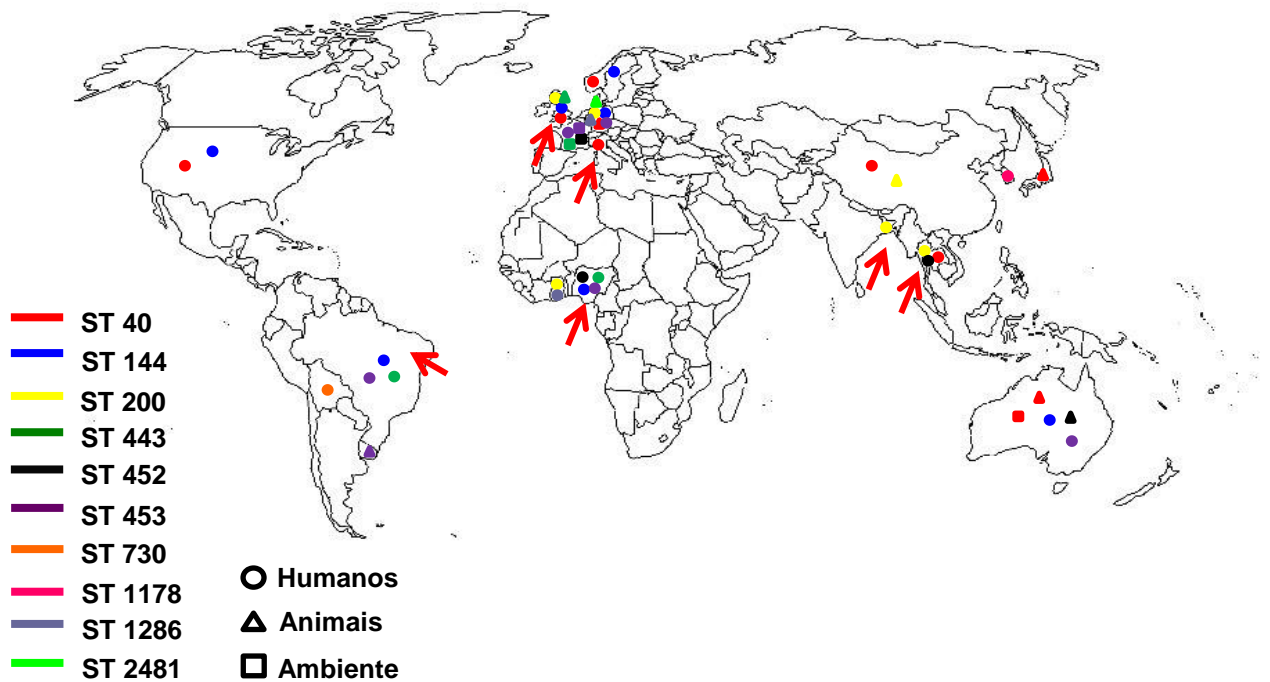 ST 40
ST 144
ST 200
ST 443
ST 452
ST 453
ST 730
ST 1178
ST 1286
ST 2481
Humanos
Animais
Ambiente